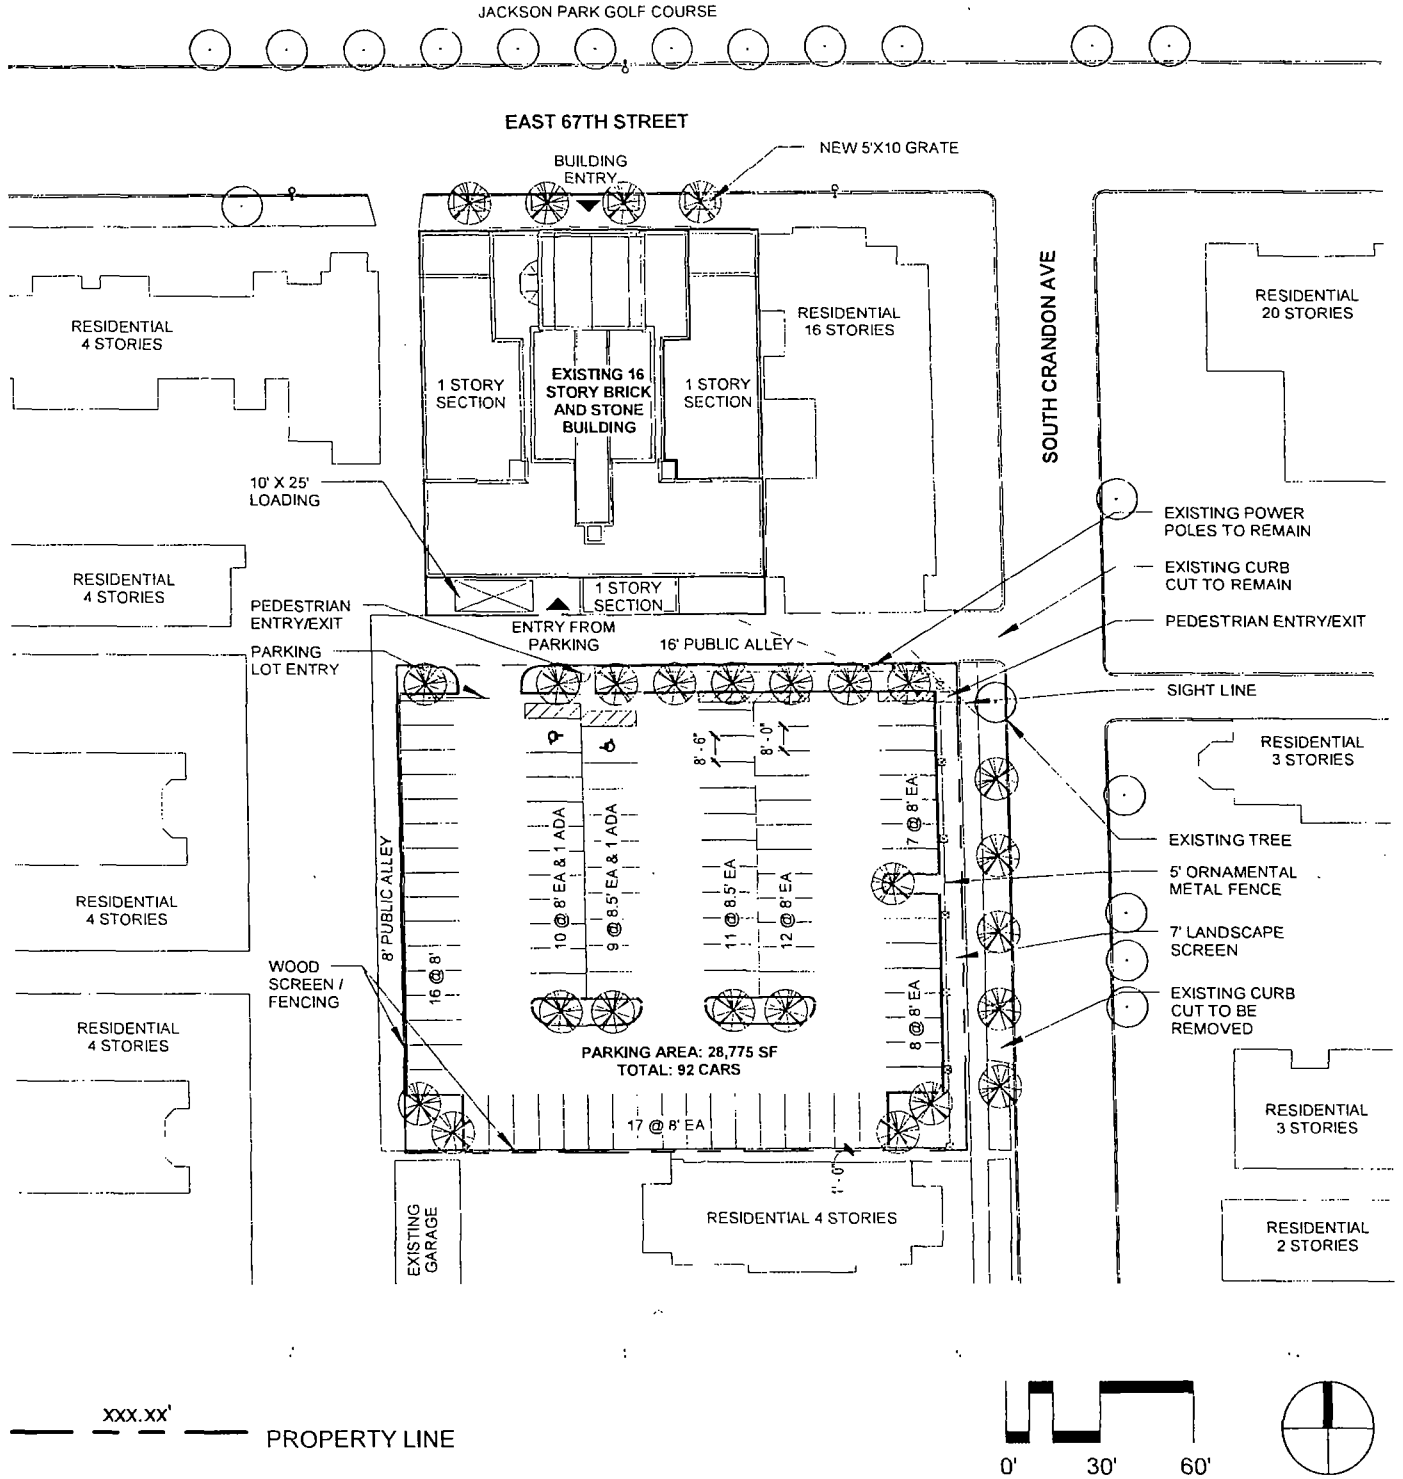 JACKSON PARK GOLF COURSE
EAST 67TH STREET
NEW 5'X10 GRATE
BUILDING
ENTRY
SOUTH CRANDON AVE
RESIDENTIAL
4 STORIES
RESIDENTIAL
16 STORIES
RESIDENTIAL
20 STORIES
1 STORY
SECTION
EXISTING 16
STORY BRICK
AND STONE
BUILDING
1 STORY
SECTION
10' X 25'
LOADING
EXISTING POWER
POLES TO REMAIN
EXISTING CURB
CUT TO REMAIN
RESIDENTIAL
4 STORIES
1 STORY
SECTION
PEDESTRIAN
ENTRY/EXIT
PEDESTRIAN ENTRY/EXIT
ENTRY FROM
PARKING
16' PUBLIC ALLEY
PARKING
LOT ENTRY
SIGHT LINE
8' - 6"
8' - 0"
RESIDENTIAL
3 STORIES
7 @ 8' EA
EXISTING TREE
8' PUBLIC ALLEY
10 @ 8' EA & 1 ADA
9 @ 8.5' EA & 1 ADA
11 @ 8.5' EA
12 @ 8' EA
5' ORNAMENTAL
METAL FENCE
RESIDENTIAL
4 STORIES
7' LANDSCAPE
SCREEN
WOOD
SCREEN /
FENCING
16 @ 8'
8 @ 8' EA
EXISTING CURB
CUT TO BE
REMOVED
RESIDENTIAL
4 STORIES
PARKING AREA: 28,775 SF
TOTAL: 92 CARS
17 @ 8' EA
RESIDENTIAL
3 STORIES
1' - 0"
EXISTING
GARAGE
RESIDENTIAL 4 STORIES
RESIDENTIAL
2 STORIES
XXX.XX'
PROPERTY LINE
0' 30' 60'